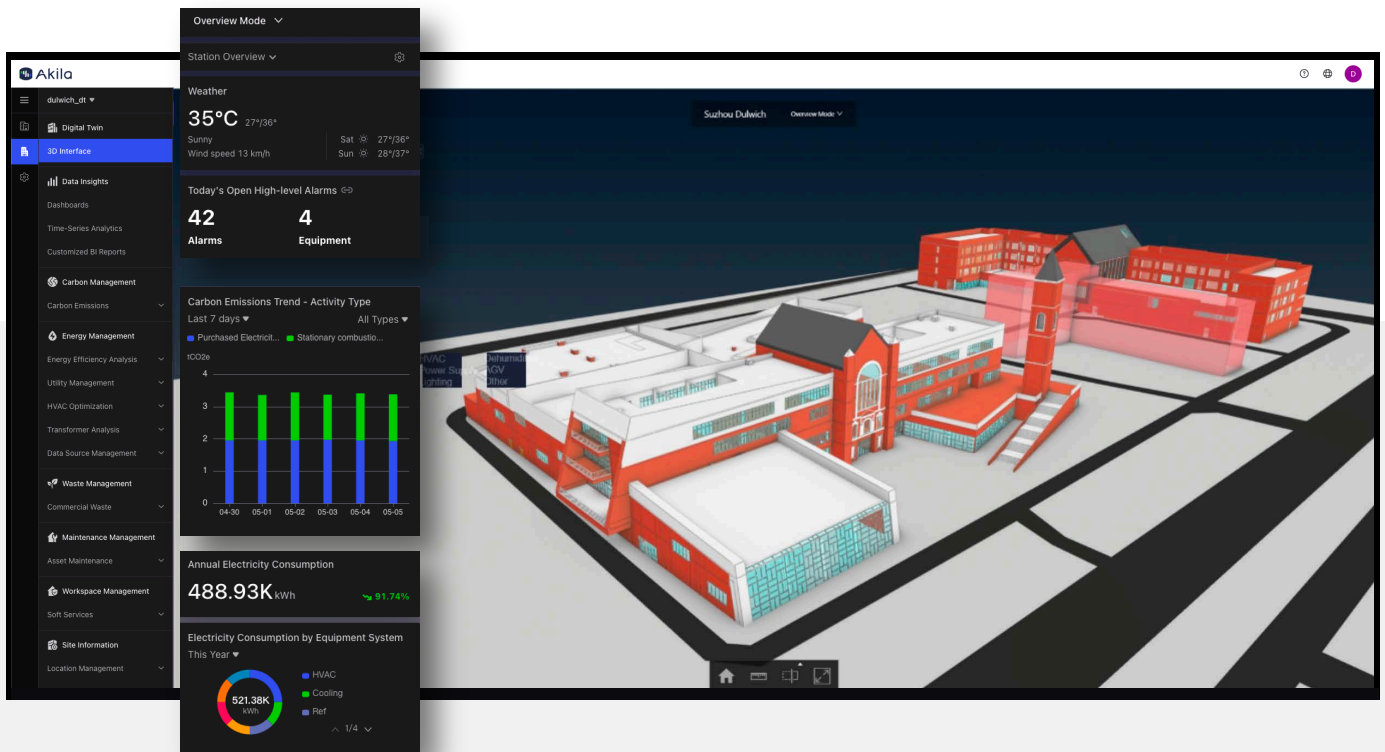 Overview Mode
Station Overview
Akila
D
dulwich_dt
Digital Twin
3D Interface
Data Insights
Dashboards
Time-Series Analytics
Customized BI Reports
Carbon Management
Carbon Emissions
Energy Management
Energy Efficiency Analysis
Utility Management
HVAC Optimization
Transformer Analysis
Data Source Management
Waste Management
Commercial Waste
Maintenance Management
Asset Maintenance
Workspace Management
Soft Services
Site Information
Location Management
Weather
35°C 27°/36°
Sunny
Wind speed 13 km/h
Sat 27°/36°
Sun 28°/37°
Today's Open High-level Alarms
42 4
Alarms Equipment
Carbon Emissions Trend - Activity Type
Last 7 days All Types
Purchased Electricit... Stationary combustio...
tCO2e
4
3
2
1
0
04-30 05-01 05-02 05-03 05-04 05-05
Annual Electricity Consumption
488.93K kWh 91.74%
Electricity Consumption by Equipment System
This Year
521.38K
kWh
HVAC
Cooling
Ref
1/4
Suzhou Dulwich Overview Mode
HVAC
Power Sup
Lighting
AGV
Other